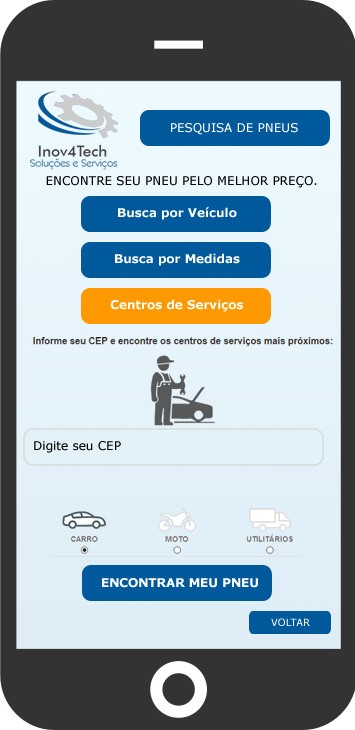 Inov4Tech
Soluções e Serviços
PESQUISA DE PNEUS
ENCONTRE SEU PNEU PELO MELHOR PREÇO.
Busca por Veículo
Busca por Medidas
Centros de Serviços
Informe seu CEP e encontre os centros de serviços mais próximos:
Digite seu CEP
CARRO MOTO UTILITÁRIOS
ENCONTRAR MEU PNEU
VOLTAR